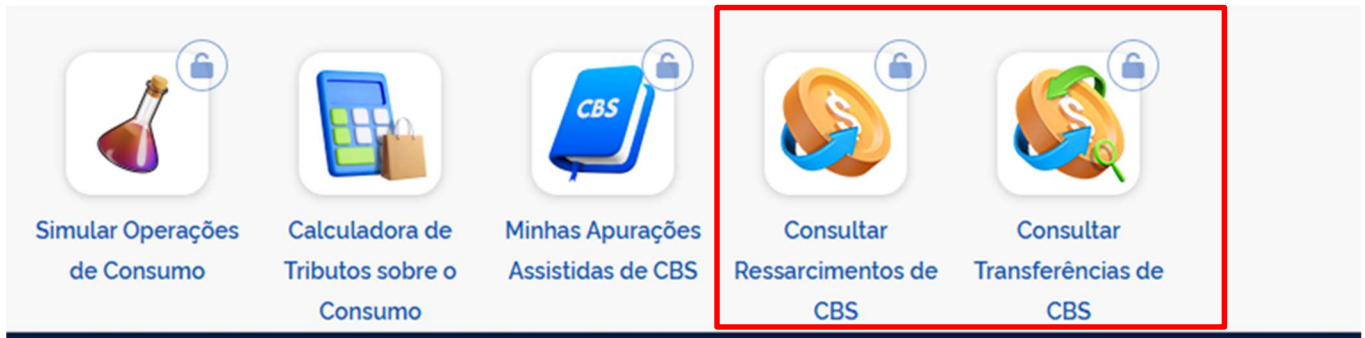 CBS
Simular Operações
de Consumo
Calculadora de
Tributos sobre o
Consumo
Minhas Apurações
Assistidas de CBS
Consultar
Ressarcimentos de
CBS
Consultar
Transferências de
CBS